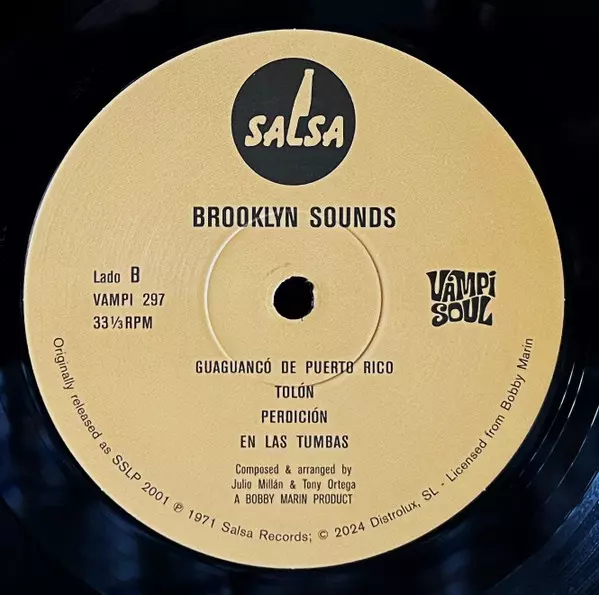 SALSA
BROOKLYN SOUNDS
Lado B
VAMPI 297
33⅓RPM
VAMPI
SOUL
GUAGUANCÓ DE PUERTO RICO
TOLÓN
PERDICIÓN
EN LAS TUMBAS
Composed & arranged by
Julio Millán & Tony Ortega
A BOBBY MARIN PRODUCT
Originally released as SSLP 2001 ℗ 1971 Salsa Records; © 2024 Distrolux, SL - Licensed from Bobby Marin